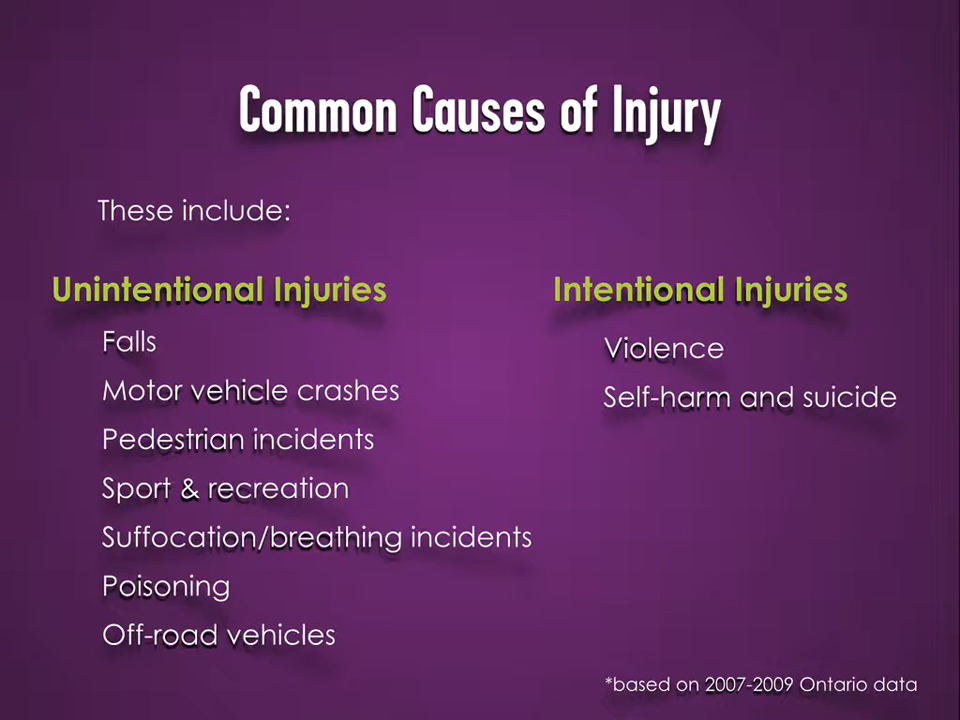 Common Causes of Injury
These include:
Unintentional Injuries
Falls
Motor vehicle crashes
Pedestrian incidents
Sport & recreation
Suffocation/breathing incidents
Poisoning
Off-road vehicles
Intentional Injuries
Violence
Self-harm and suicide
*based on 2007-2009 Ontario data